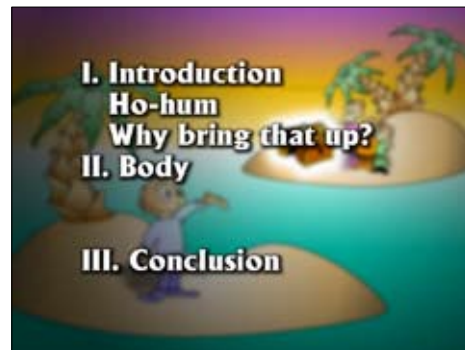 I. Introduction
Ho-hum
Why bring that up?
II. Body
III. Conclusion